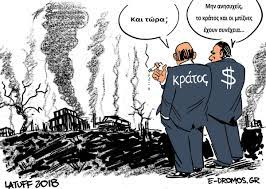 Και τώρα;
Μην ανησυχείς,
το κράτος και οι μπίζνες
έχουν συνέχεια...
κράτος
$
LATUFF 2018
E-DROMOS.GR